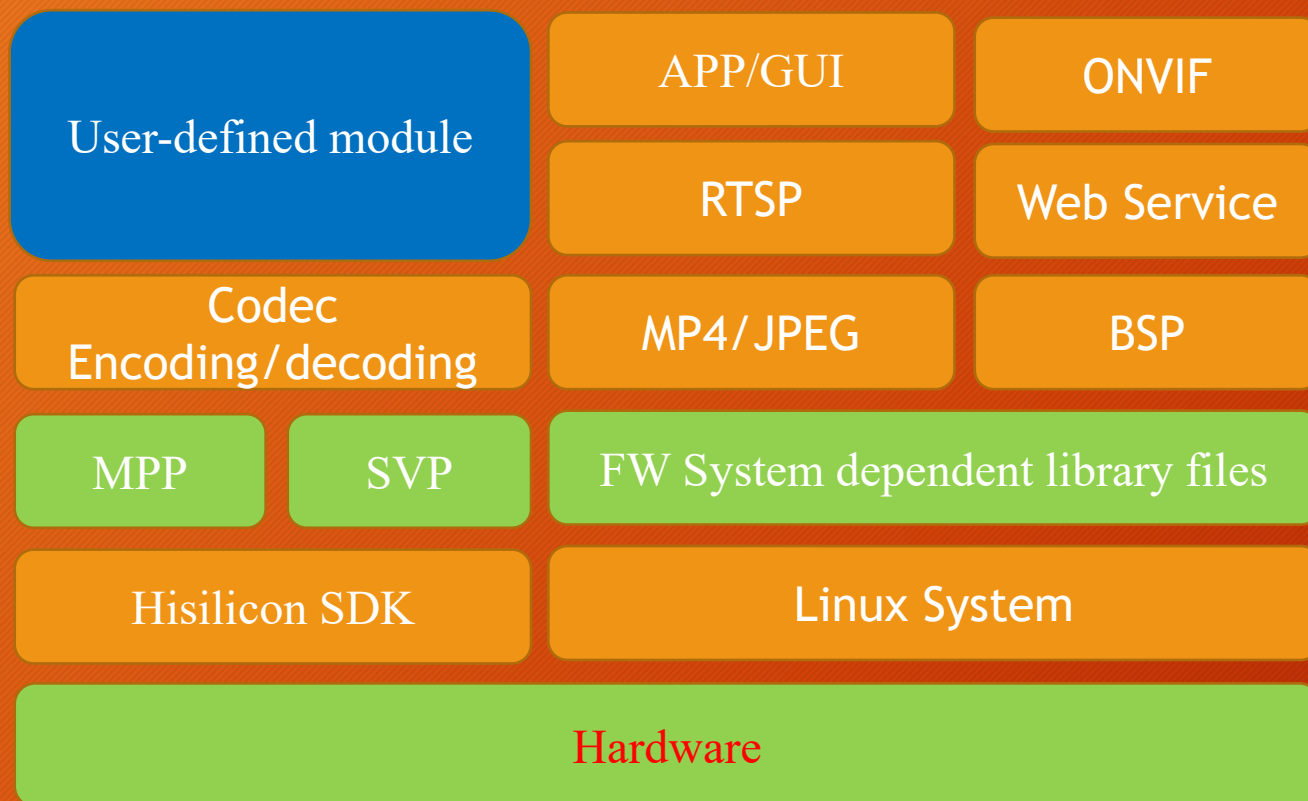 User-defined module
APP/GUI
ONVIF
RTSP
Web Service
Codec
Encoding/decoding
MP4/JPEG
BSP
MPP
SVP
FW System dependent library files
Hisilicon SDK
Linux System
Hardware